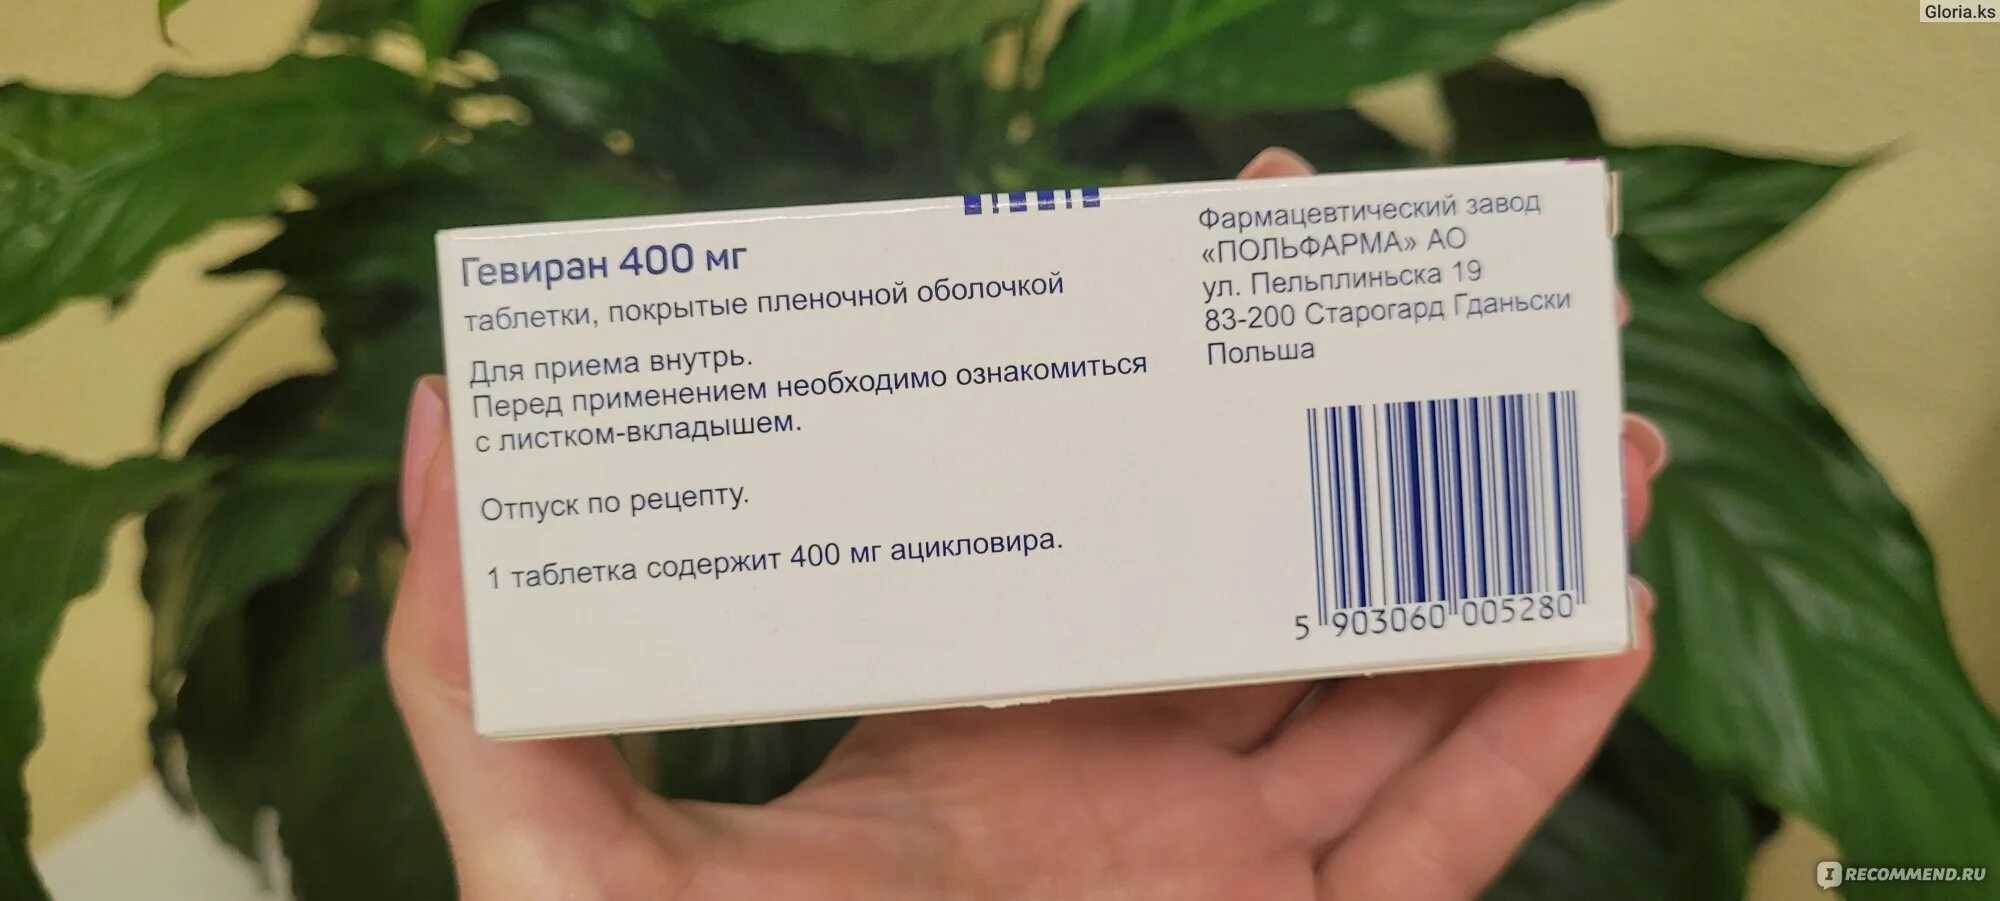 Gloria.ks
Гевиран 400 мг
таблетки, покрытые пленочной оболочкой
Для приема внутрь.
Перед применением необходимо ознакомиться
с листком-вкладышем.
Отпуск по рецепту.
1 таблетка содержит 400 мг ацикловира.
Фармацевтический завод
«ПОЛЬФАРМА» АО
ул. Пельплиньска 19
83-200 Старогард Гданьски
Польша
5 903060 005280
IRECOMMEND.RU